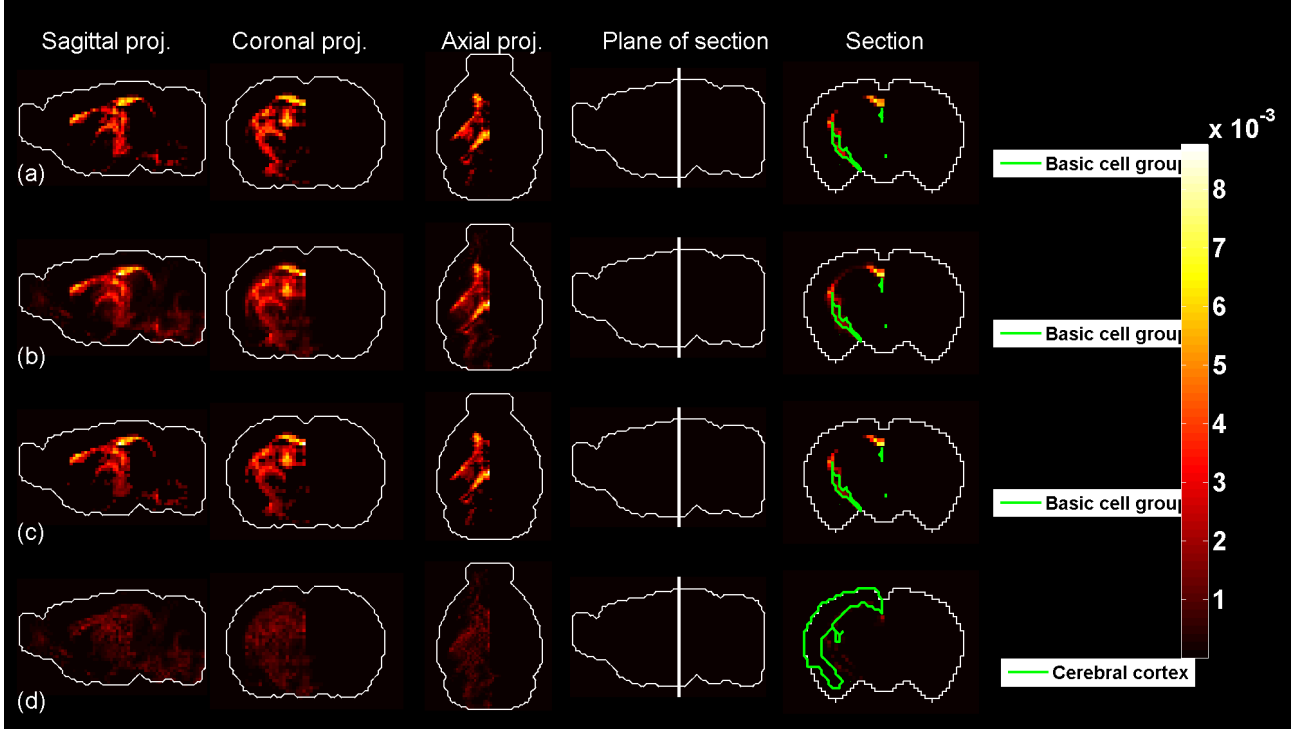 Sagittal proj. Coronal proj. Axial proj. Plane of section Section
x 10-3
(a)
Basic cell group
8
7
(b)
6
Basic cell group
5
4
(c)
3
Basic cell group
2
1
(d)
Cerebral cortex